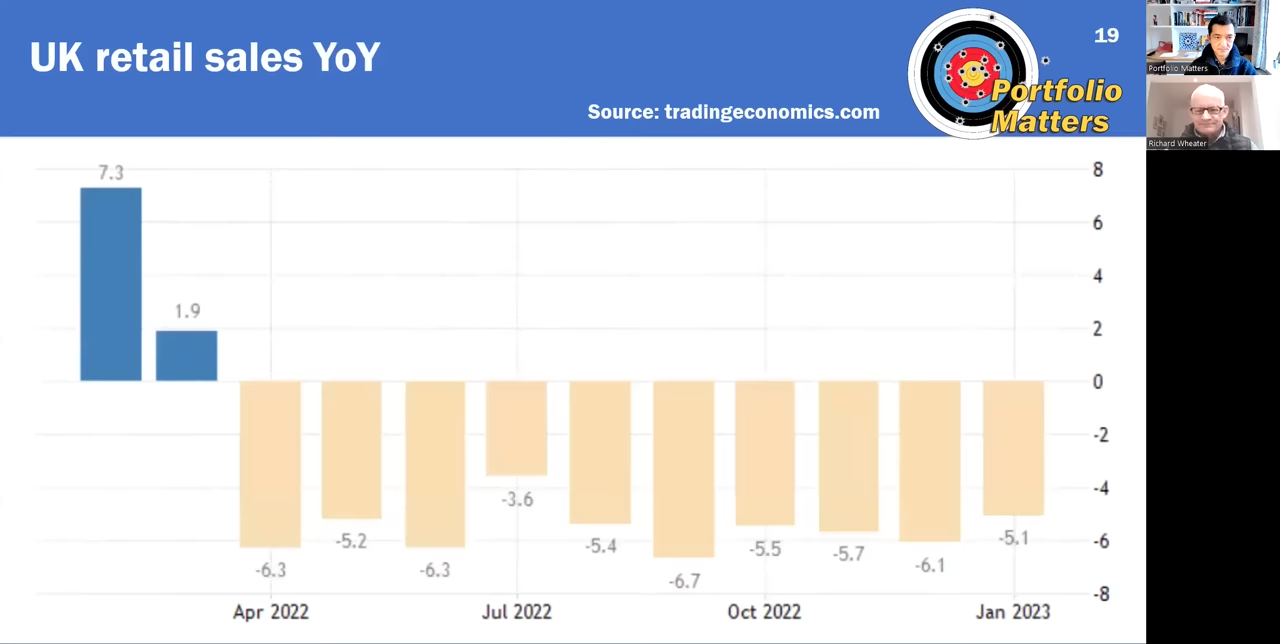 UK retail sales YoY
Source: tradingeconomics.com
Portfolio
Matters
19
Portfolio Matters
Richard Wheater
7.3
1.9
-6.3
-5.2
-6.3
-3.6
-5.4
-6.7
-5.5
-5.7
-6.1
-5.1
8
6
4
2
0
-2
-4
-6
-8
Apr 2022
Jul 2022
Oct 2022
Jan 2023